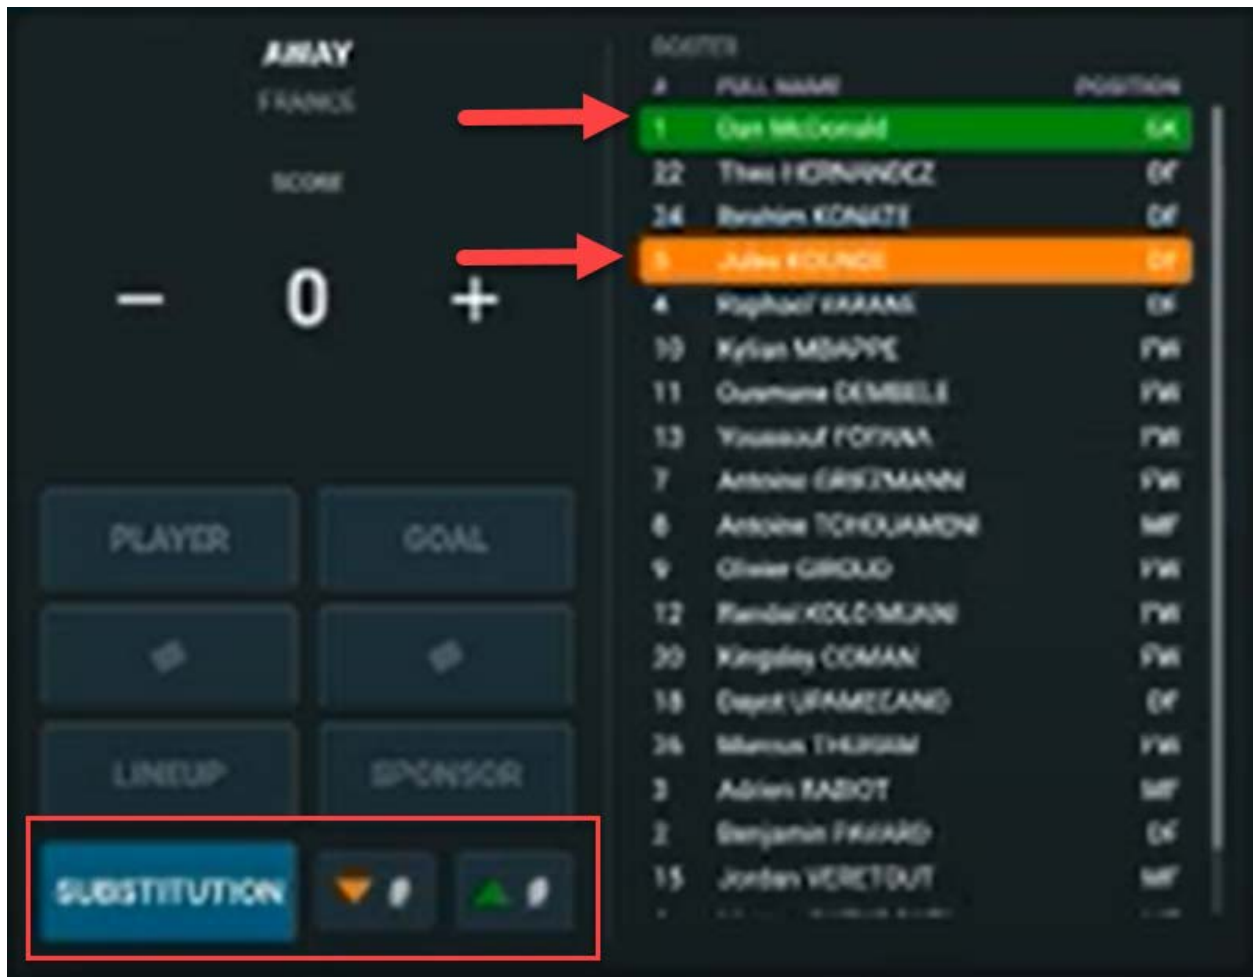 AWAY
FRANCE
SCORE
− 0 +
PLAYER GOAL
LINEUP SPONSOR
SUBSTITUTION # #
ROSTER
# FULL NAME POSITION
1 Dan McDonald GK
22 Theo HERNANDEZ DF
24 Ibrahim KONATE DF
5 Jules KOUNDE DF
4 Raphael VARANE DF
10 Kylian MBAPPE FW
11 Ousmane DEMBELE FW
13 Youssouf FOFANA FW
7 Antoine GRIEZMANN FW
8 Antoine TCHOUAMENI MF
9 Olivier GIROUD FW
12 Randal KOLO MUANI FW
20 Kingsley COMAN FW
18 Dayot UPAMECANO DF
26 Marcus THURAM FW
3 Adrien RABIOT MF
2 Benjamin PAVARD DF
15 Jordan VERETOUT MF